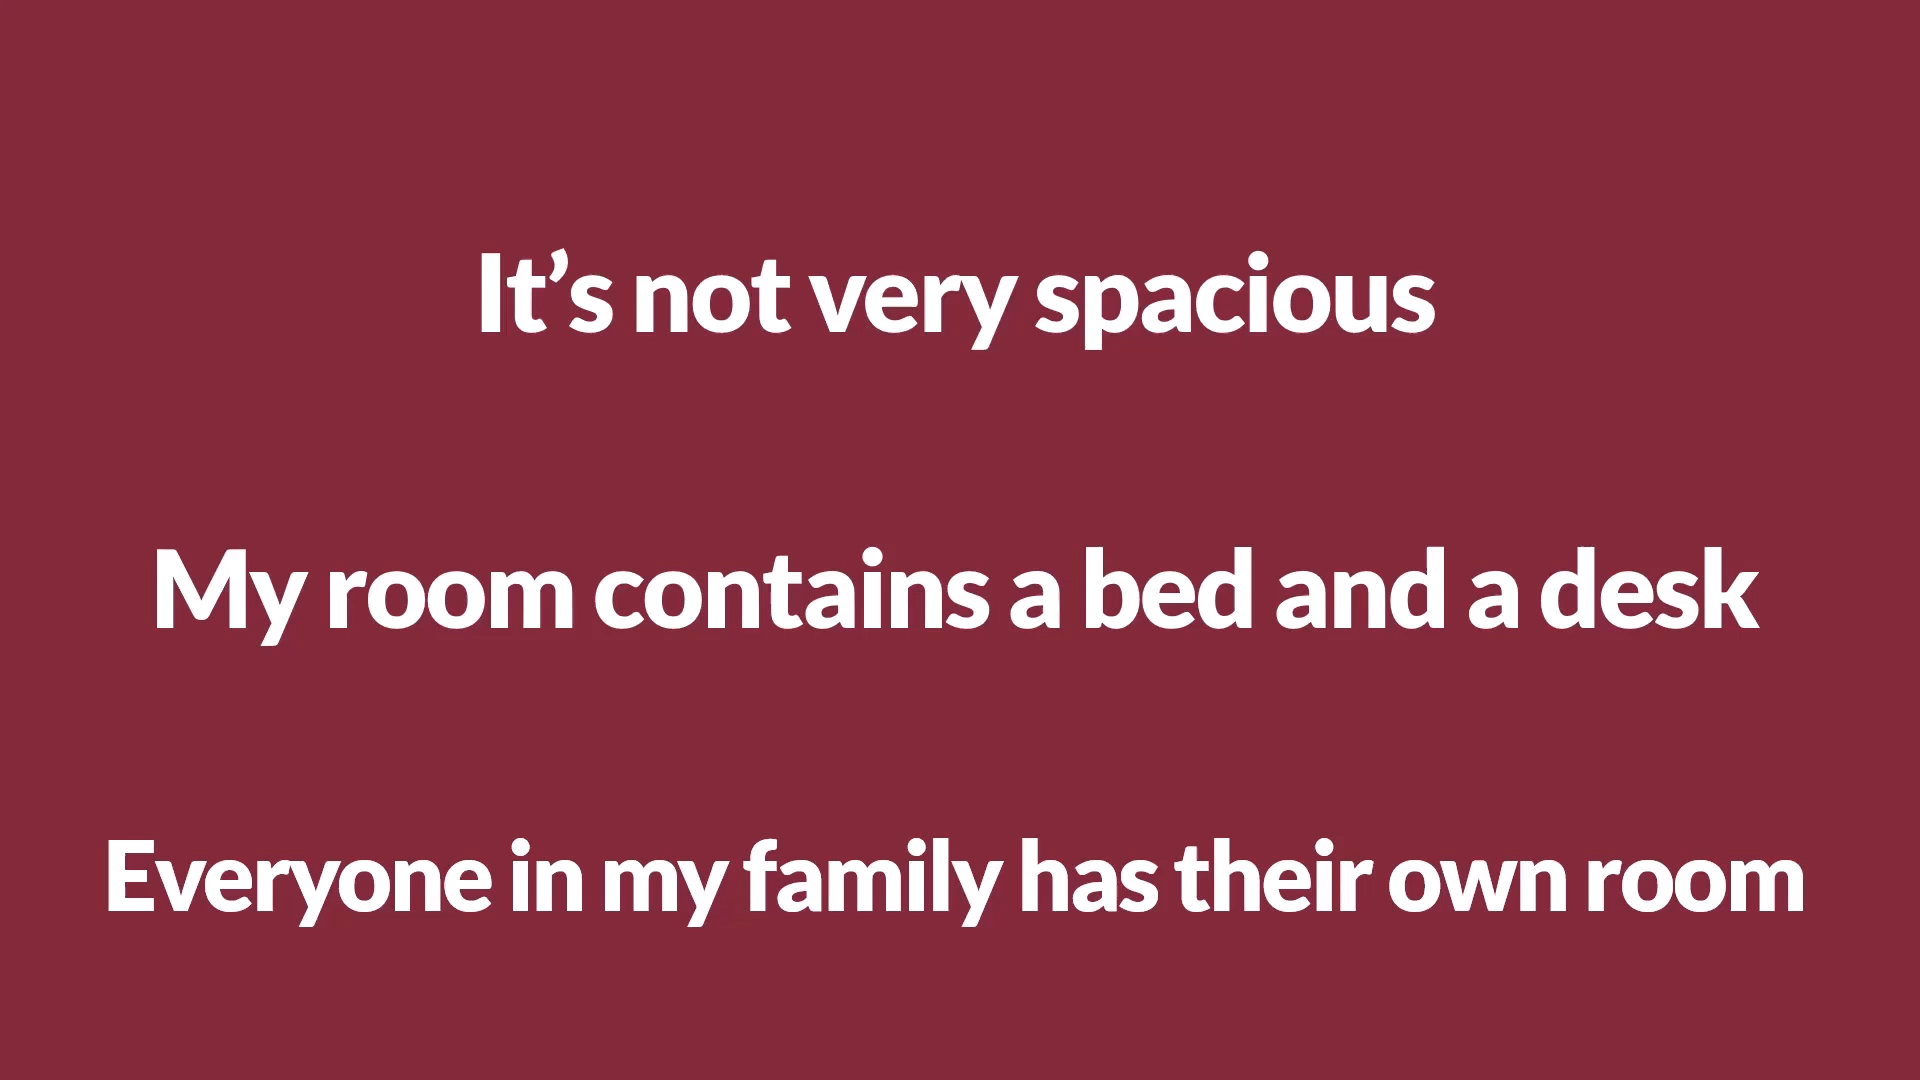 It’s not very spacious
My room contains a bed and a desk
Everyone in my family has their own room